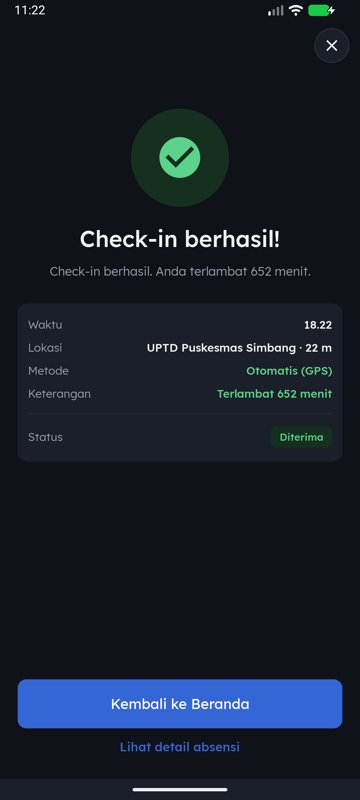 11:22
Check-in berhasil!
Check-in berhasil. Anda terlambat 652 menit.
Waktu 18.22
Lokasi UPTD Puskesmas Simbang · 22 m
Metode Otomatis (GPS)
Keterangan Terlambat 652 menit
Status Diterima
Kembali ke Beranda
Lihat detail absensi